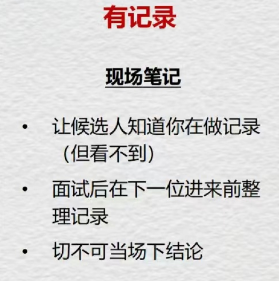 有记录
现场笔记
• 让候选人知道你在做记录
（但看不到）
• 面试后在下一位进来前整
理记录
• 切不可当场下结论